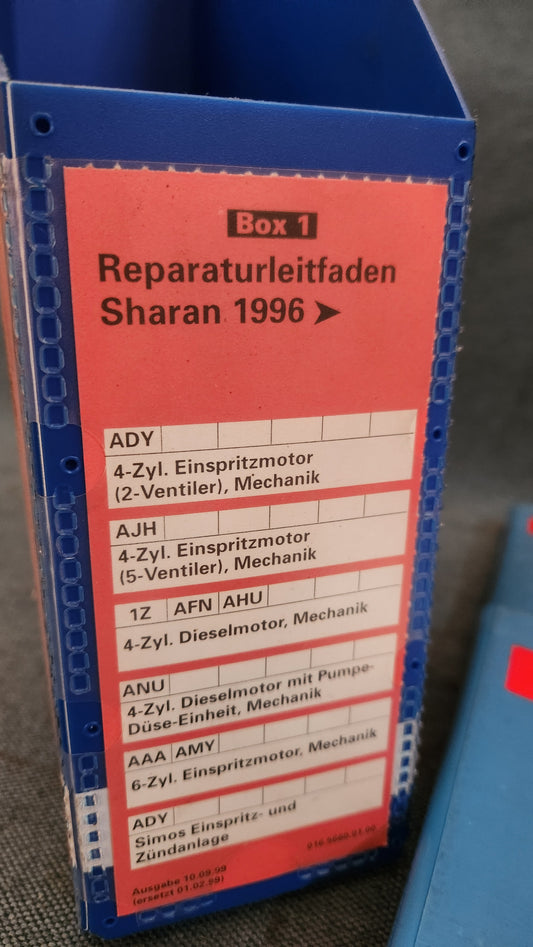 Box 1
Reparaturleitfaden
Sharan 1996 ➤
ADY
4-Zyl. Einspritzmotor
(2-Ventiler), Mechanik
AJH
4-Zyl. Einspritzmotor
(5-Ventiler), Mechanik
1Z AFN AHU
4-Zyl. Dieselmotor, Mechanik
ANU
4-Zyl. Dieselmotor mit Pumpe-
Düse-Einheit, Mechanik
AAA AMY
6-Zyl. Einspritzmotor, Mechanik
ADY
Simos Einspritz- und
Zündanlage
Ausgabe 10.09.99
(ersetzt 01.02.99)